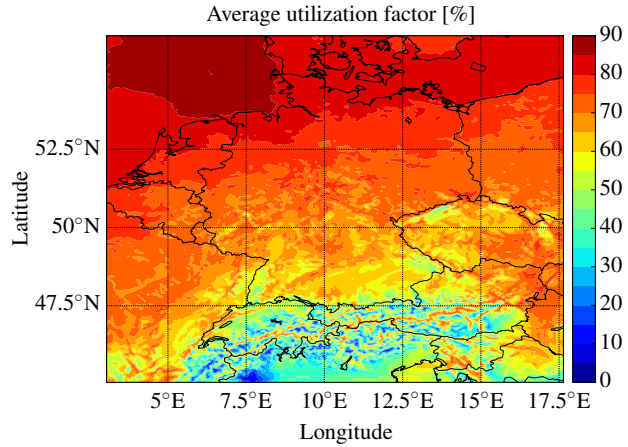 Average utilization factor [%]
90
80
70
60
50
40
30
20
10
0
52.5°N
50°N
47.5°N
Latitude
5°E
7.5°E
10°E
12.5°E
15°E
17.5°E
Longitude